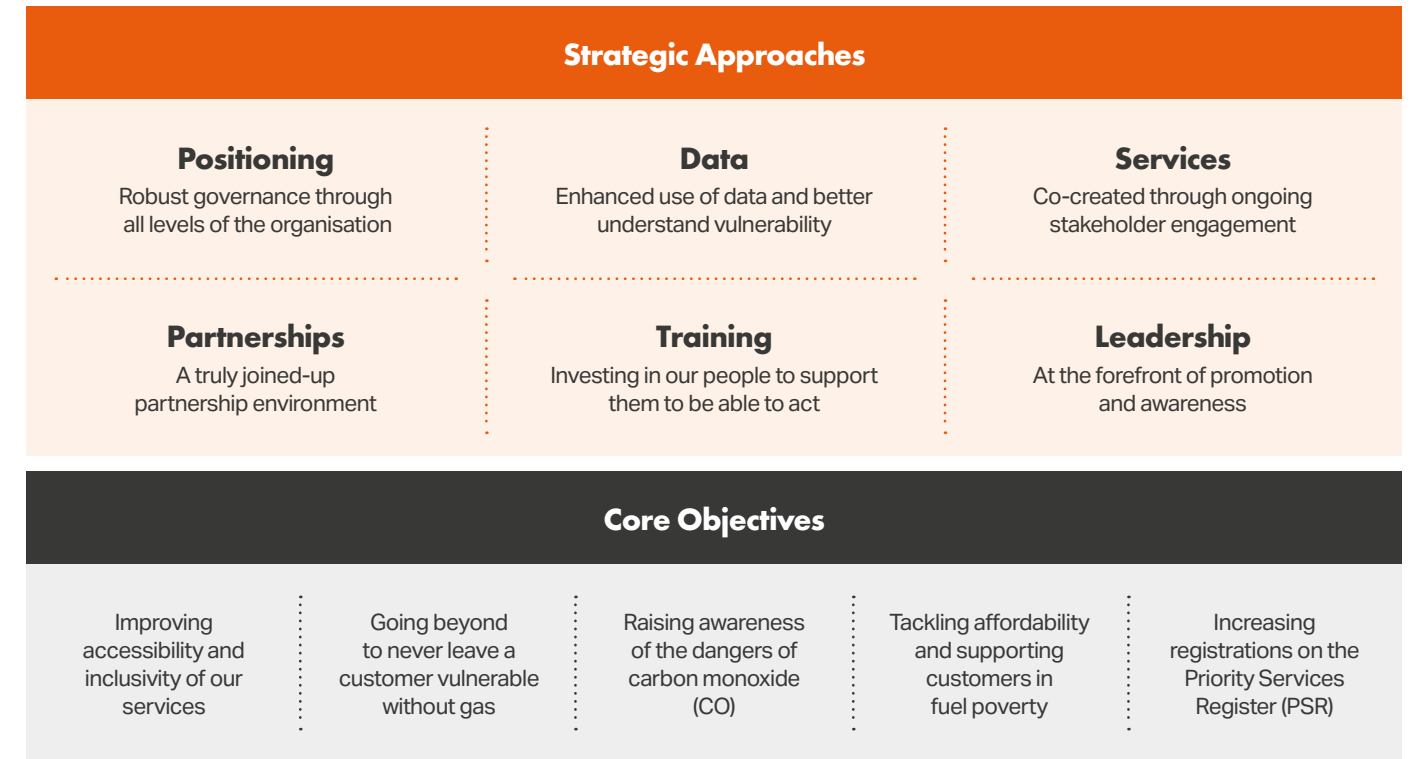 Strategic Approaches
Positioning
Robust governance through
all levels of the organisation
Data
Enhanced use of data and better
understand vulnerability
Services
Co-created through ongoing
stakeholder engagement
Partnerships
A truly joined-up
partnership environment
Training
Investing in our people to support
them to be able to act
Leadership
At the forefront of promotion
and awareness
Core Objectives
Improving
accessibility and
inclusivity of our
services
Going beyond
to never leave a
customer vulnerable
without gas
Raising awareness
of the dangers of
carbon monoxide
(CO)
Tackling affordability
and supporting
customers in
fuel poverty
Increasing
registrations on the
Priority Services
Register (PSR)